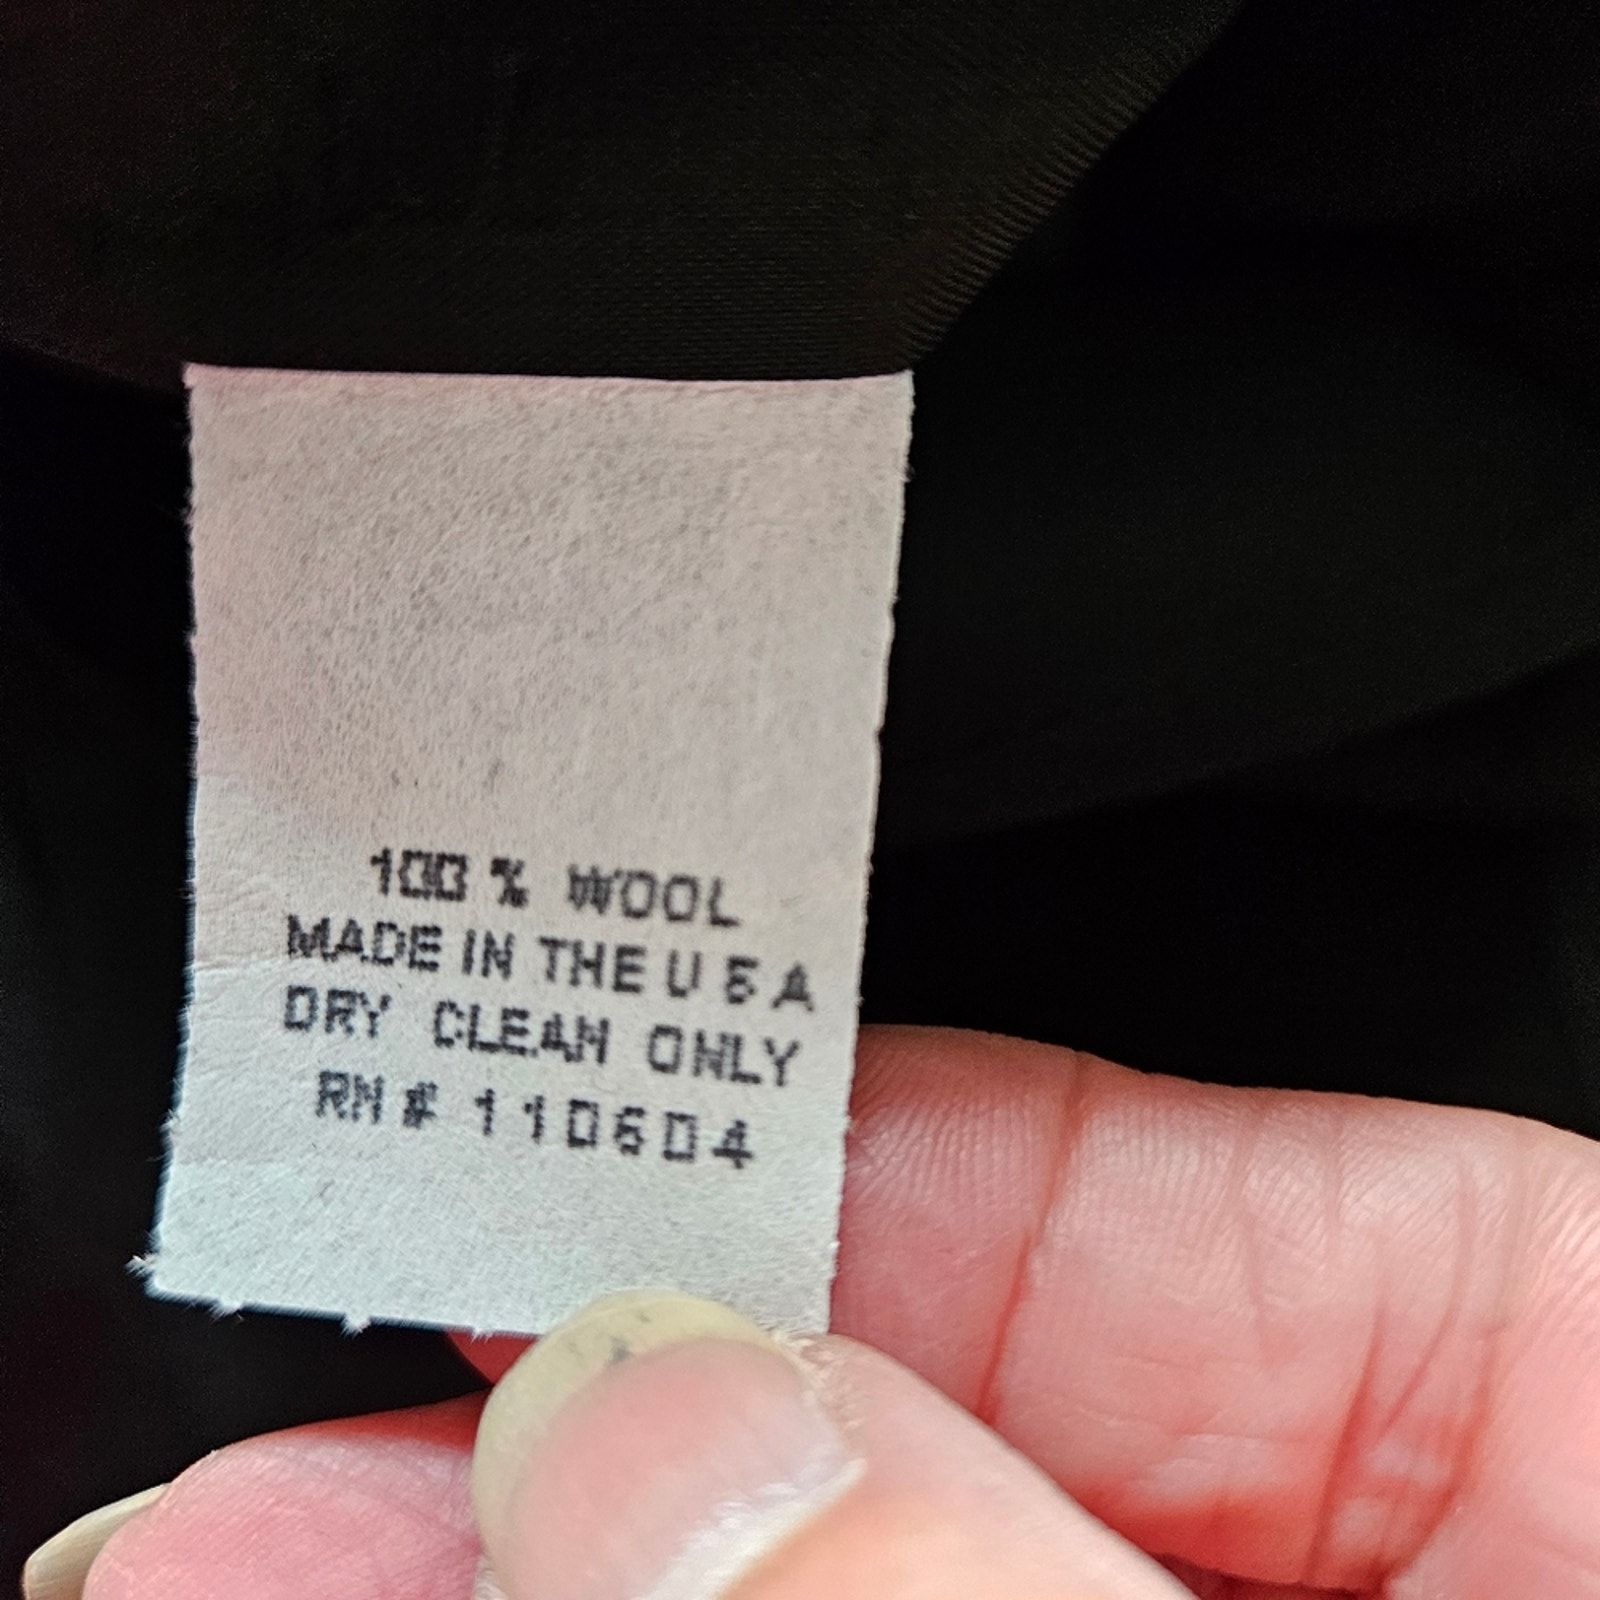 100 % WOOL
MADE IN THE U S A
DRY CLEAN ONLY
RN # 110604